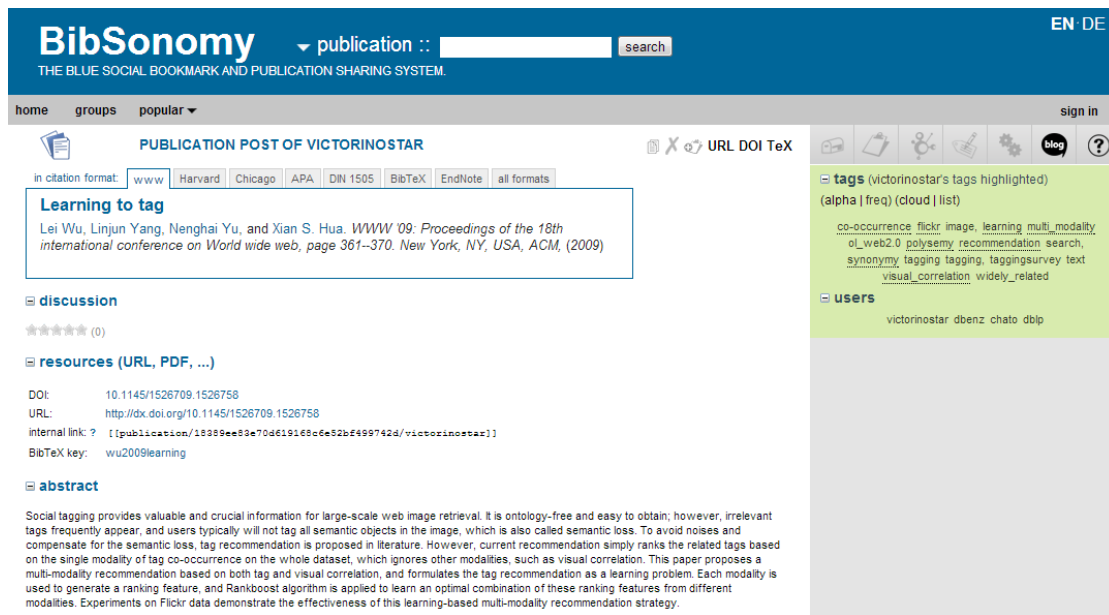 EN · DE
BibSonomy
publication :: search
THE BLUE SOCIAL BOOKMARK AND PUBLICATION SHARING SYSTEM.
home groups popular sign in
PUBLICATION POST OF VICTORINOSTAR URL DOI TeX
blog ?
in citation format: www Harvard Chicago APA DIN 1505 BibTeX EndNote all formats
Learning to tag
Lei Wu, Linjun Yang, Nenghai Yu, and Xian S. Hua. WWW '09: Proceedings of the 18th
international conference on World wide web, page 361--370. New York, NY, USA, ACM, (2009)
discussion
(0)
resources (URL, PDF, ...)
DOI: 10.1145/1526709.1526758
URL: http://dx.doi.org/10.1145/1526709.1526758
internal link: ? [[publication/18389ee83e70d619168c6e52bf499742d/victorinostar]]
BibTeX key: wu2009learning
abstract
Social tagging provides valuable and crucial information for large-scale web image retrieval. It is ontology-free and easy to obtain; however, irrelevant
tags frequently appear, and users typically will not tag all semantic objects in the image, which is also called semantic loss. To avoid noises and
compensate for the semantic loss, tag recommendation is proposed in literature. However, current recommendation simply ranks the related tags based
on the single modality of tag co-occurrence on the whole dataset, which ignores other modalities, such as visual correlation. This paper proposes a
multi-modality recommendation based on both tag and visual correlation, and formulates the tag recommendation as a learning problem. Each modality is
used to generate a ranking feature, and Rankboost algorithm is applied to learn an optimal combination of these ranking features from different
modalities. Experiments on Flickr data demonstrate the effectiveness of this learning-based multi-modality recommendation strategy.
tags (victorinostar's tags highlighted)
(alpha | freq) (cloud | list)
co-occurrence flickr image, learning multi_modality
ol_web2.0 polysemy recommendation search,
synonymy tagging tagging, taggingsurvey text
visual_correlation widely_related
users
victorinostar dbenz chato dblp